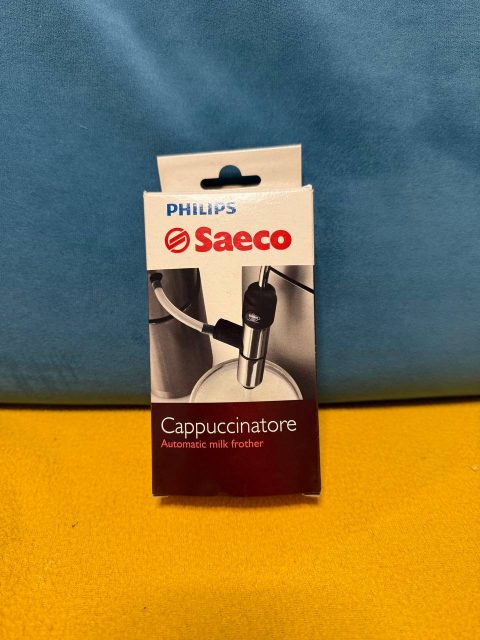 PHILIPS
Saeco
Cappuccinatore
Automatic milk frother